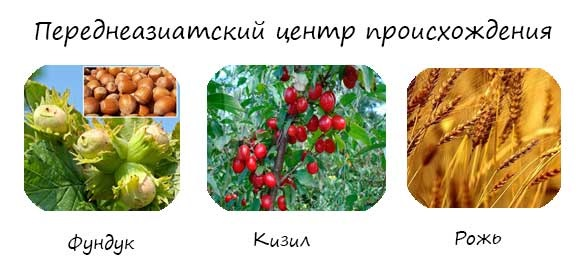 Переднеазиатский центр происхождения
Фундук
Кизил
Рожь